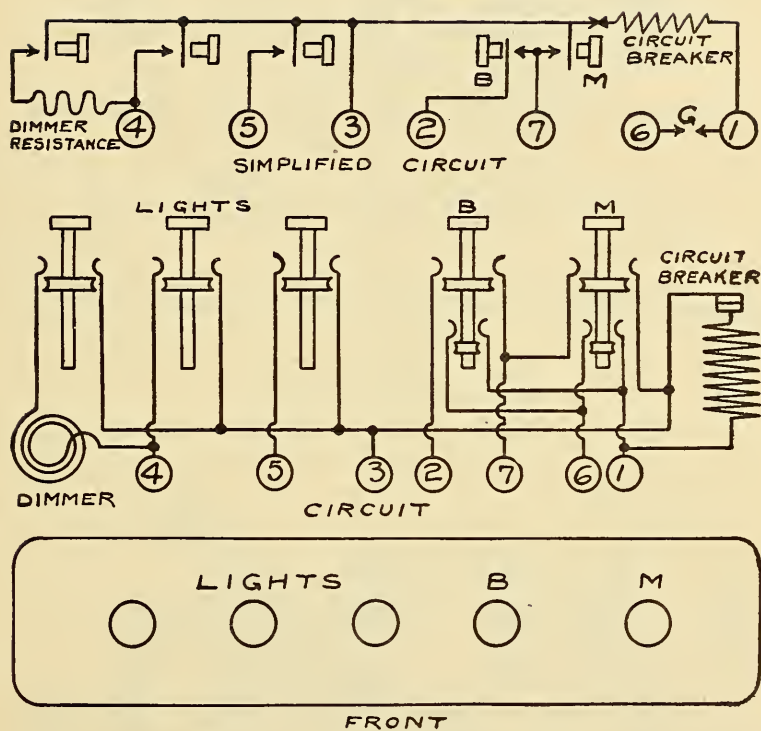 CIRCUIT
BREAKER
B
M
DIMMER
RESISTANCE
4
5
3
2
7
6
G
1
SIMPLIFIED CIRCUIT
LIGHTS
B
M
CIRCUIT
BREAKER
4
5
3
2
7
6
1
DIMMER
CIRCUIT
LIGHTS
B
M
FRONT